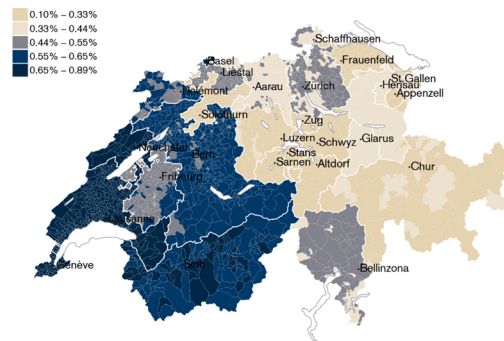 0.10% – 0.33%
0.33% – 0.44%
0.44% – 0.55%
0.55% – 0.65%
0.65% – 0.89%
Schaffhausen
Basel
Liestal
Frauenfeld
Delémont
Aarau
Zürich
St.Gallen
Herisau
Appenzell
Solothurn
Zug
Neuchâtel
Bern
Luzern
Schwyz
Glarus
Stans
Sarnen
Altdorf
Chur
Fribourg
Lausanne
Genève
Sion
Bellinzona